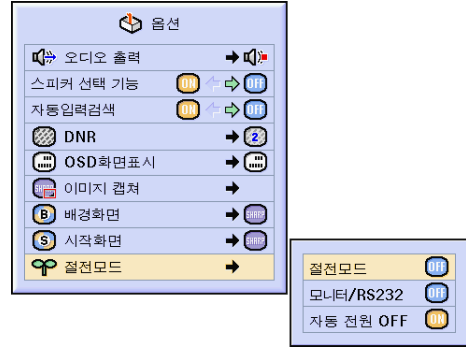 옵션
오디오 출력
스피커 선택 기능 ON OFF
자동입력검색 ON OFF
DNR 2
OSD화면표시
SHARP 이미지 캡쳐
B 배경화면 SHARP
S 시작화면 SHARP
절전모드
절전모드 OFF
모니터/RS232 OFF
자동 전원 OFF ON